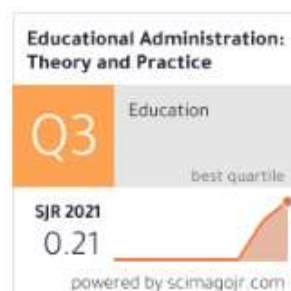 Educational Administration:
Theory and Practice
Q3
Education
best quartile
SJR 2021
0.21
powered by scimagojr.com